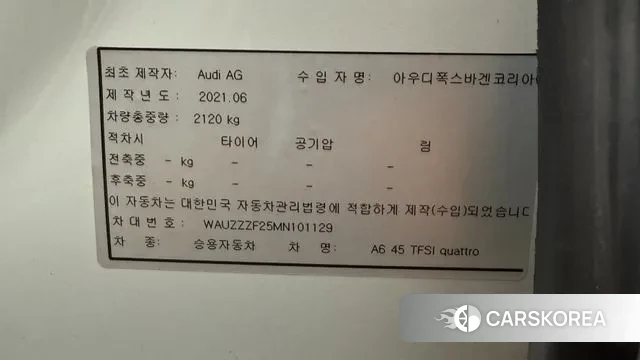 최초 제작자: Audi AG 수 입 자 명: 아우디폭스바겐코리아
제 작 년 도 : 2021.06
차량총중량 : 2120 kg
적차시 타이어 공기압 림
전축중 - kg - - -
후축중 - kg - - -
이 자동차는 대한민국 자동차관리법령에 적합하게 제작(수입)되었습니다
차 대 번 호 : WAUZZZF25MN101129
차 종: 승용자동차 차 명: A6 45 TFSI quattro
CARSKOREA